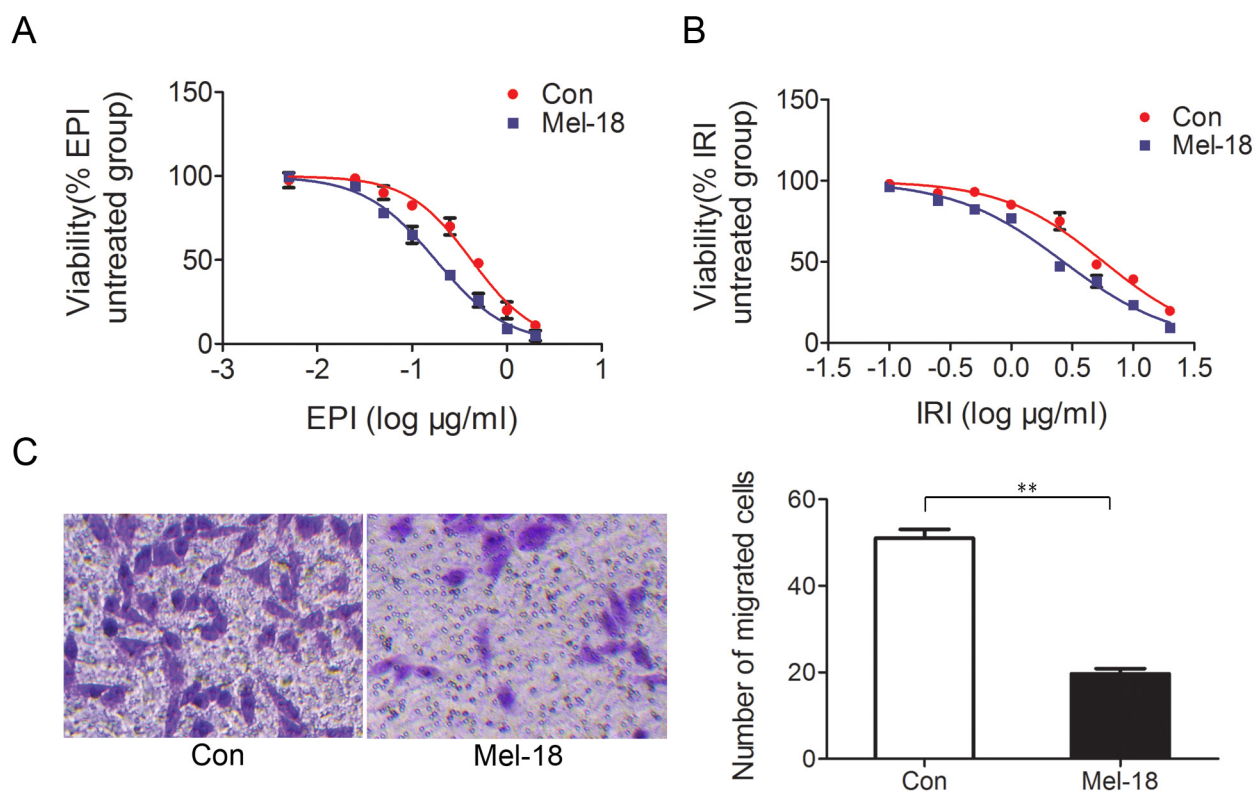 A
Viability(% EPI
untreated group)
150
100
50
0
-3
-2
-1
0
1
EPI (log µg/ml)
Con
Mel-18
B
Viability(% IRI
untreated group)
150
100
50
0
-1.5
-1.0
-0.5
0.0
0.5
1.0
1.5
IRI (log µg/ml)
Con
Mel-18
C
Con
Mel-18
Number of migrated cells
60
40
20
0
**
Con
Mel-18